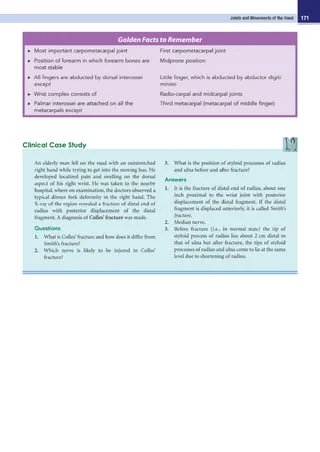 Joints and Movements of the Hand 171
Golden Facts to Remember
▸ Most important carpometacarpal joint First carpometacarpal joint
▸ Position of forearm in which forearm bones are Midprone position
most stable
▸ All fingers are abducted by dorsal interossei Little finger, which is abducted by abductor digiti
except minimi
▸ Wrist complex consists of Radio-carpal and midcarpal joints
▸ Palmar interossei are attached on all the Third metacarpal (metacarpal of middle finger)
metacarpals except
Clinical Case Study
An elderly man fell on the road with an outstretched
right hand while trying to get into the moving bus. He
developed localized pain and swelling on the dorsal
aspect of his right wrist. He was taken to the nearby
hospital, where on examination, the doctors observed a
typical dinner fork deformity in the right hand. The
X-ray of the region revealed a fracture of distal end of
radius with posterior displacement of the distal
fragment. A diagnosis of Colles' fracture was made.
Questions
1. What is Colles' fracture and how does it differ from
Smith's fracture?
2. Which nerve is likely to be injured in Colles'
fracture?
3. What is the position of styloid processes of radius
and ulna before and after fracture?
Answers
1. It is the fracture of distal end of radius, about one
inch proximal to the wrist joint with posterior
displacement of the distal fragment. If the distal
fragment is displaced anteriorly, it is called Smith's
fracture.
2. Median nerve.
3. Before fracture (i.e., in normal state) the tip of
styloid process of radius lies about 2 cm distal to
that of ulna but after fracture, the tips of styloid
processes of radius and ulna come to lie at the same
level due to shortening of radius.